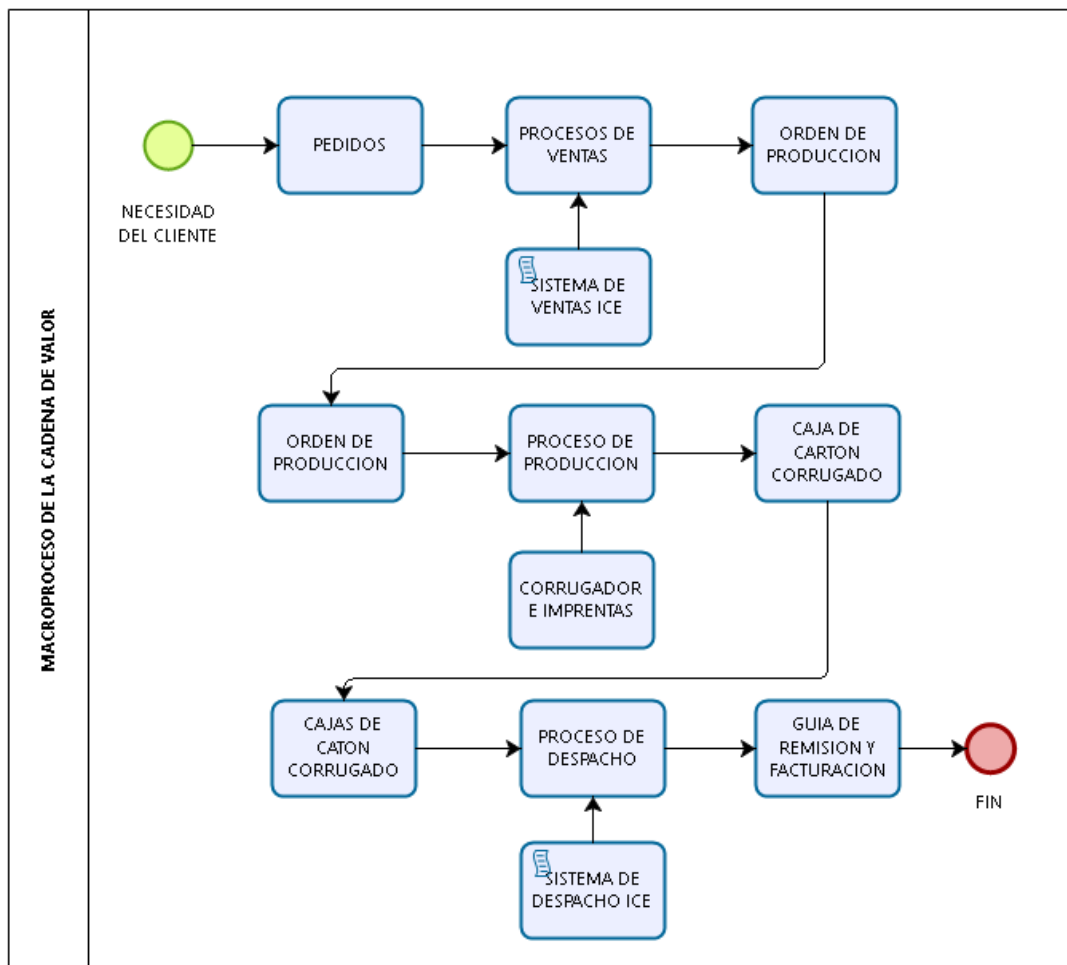 MACROPROCESO DE LA CADENA DE VALOR
NECESIDAD
DEL CLIENTE
PEDIDOS
PROCESOS DE
VENTAS
ORDEN DE
PRODUCCION
SISTEMA DE
VENTAS ICE
ORDEN DE
PRODUCCION
PROCESO DE
PRODUCCION
CAJA DE
CARTON
CORRUGADO
CORRUGADOR
E IMPRENTAS
CAJAS DE
CATON
CORRUGADO
PROCESO DE
DESPACHO
GUIA DE
REMISION Y
FACTURACION
FIN
SISTEMA DE
DESPACHO ICE